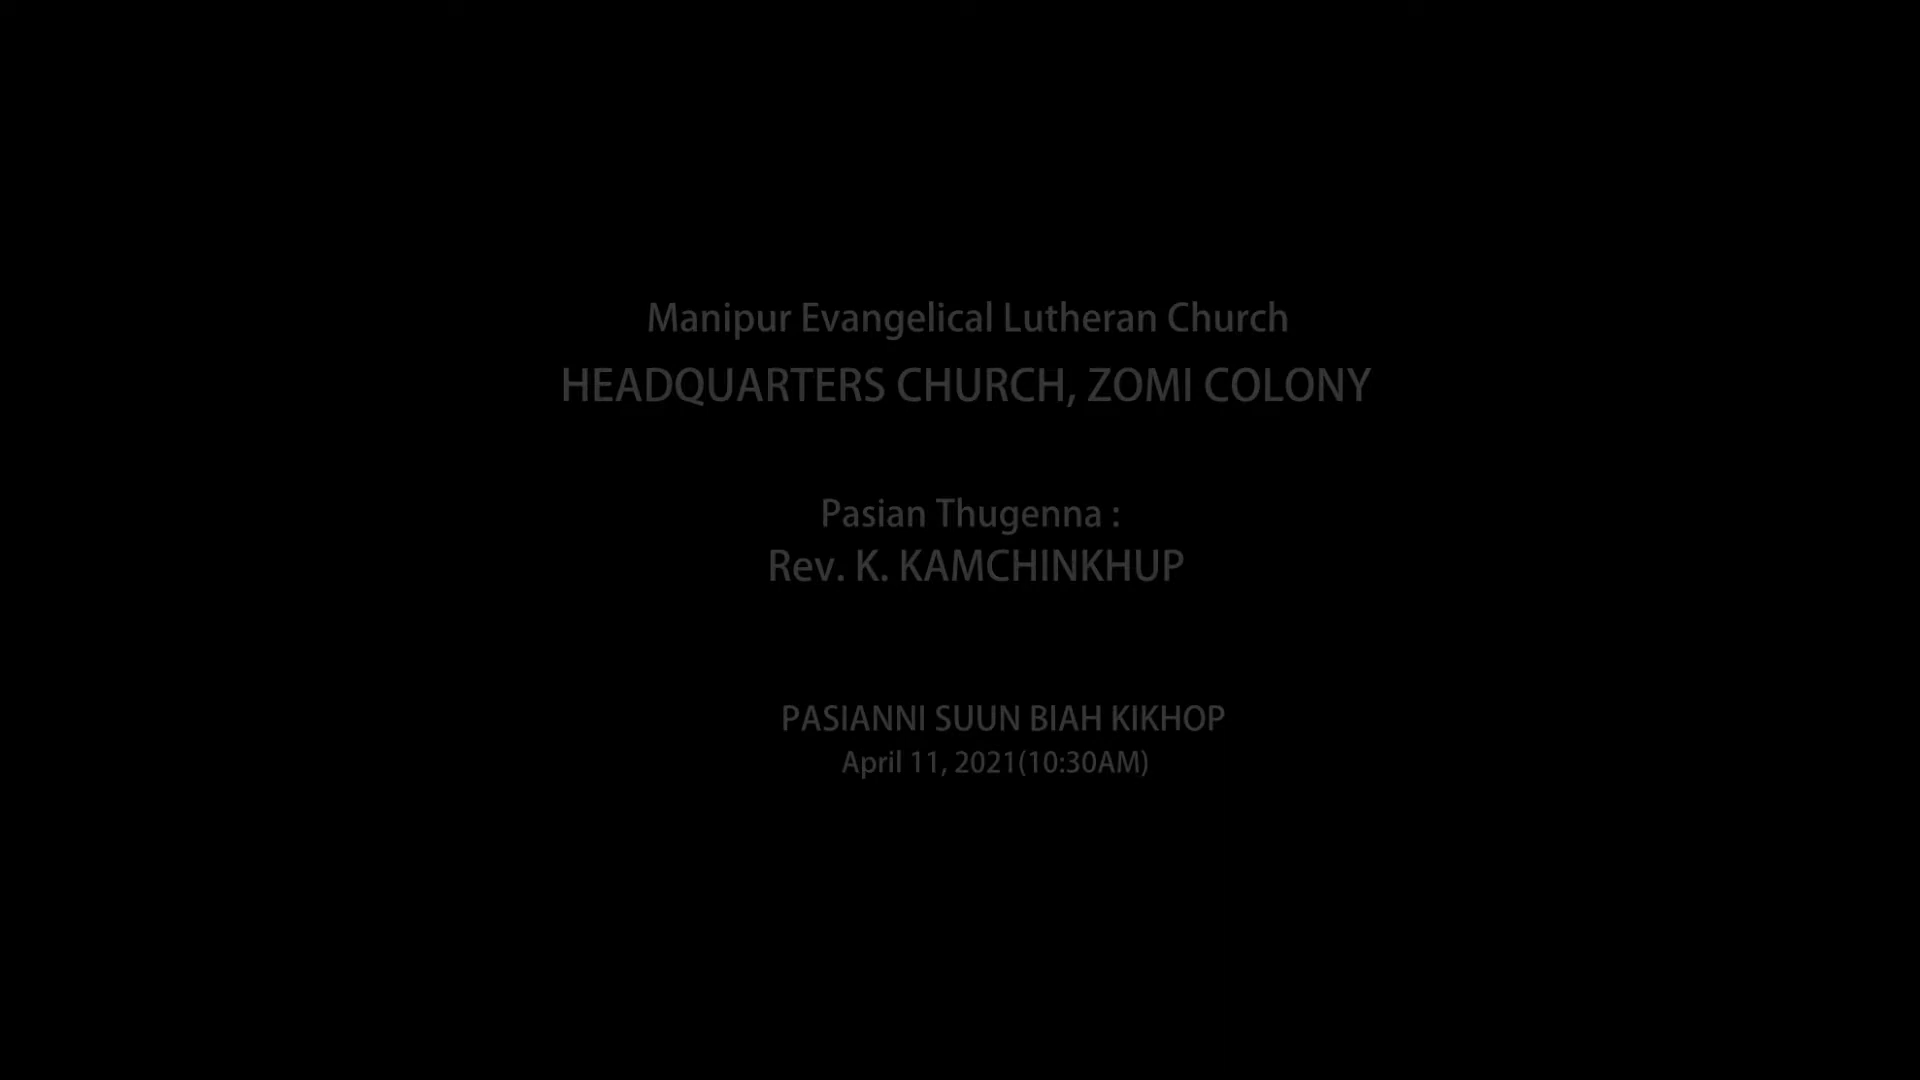 Manipur Evangelical Lutheran Church
HEADQUARTERS CHURCH, ZOMI COLONY
Pasian Thugenna :
Rev. K. KAMCHINKHUP
PASIANNI SUUN BIAH KIKHOP
April 11, 2021(10:30AM)